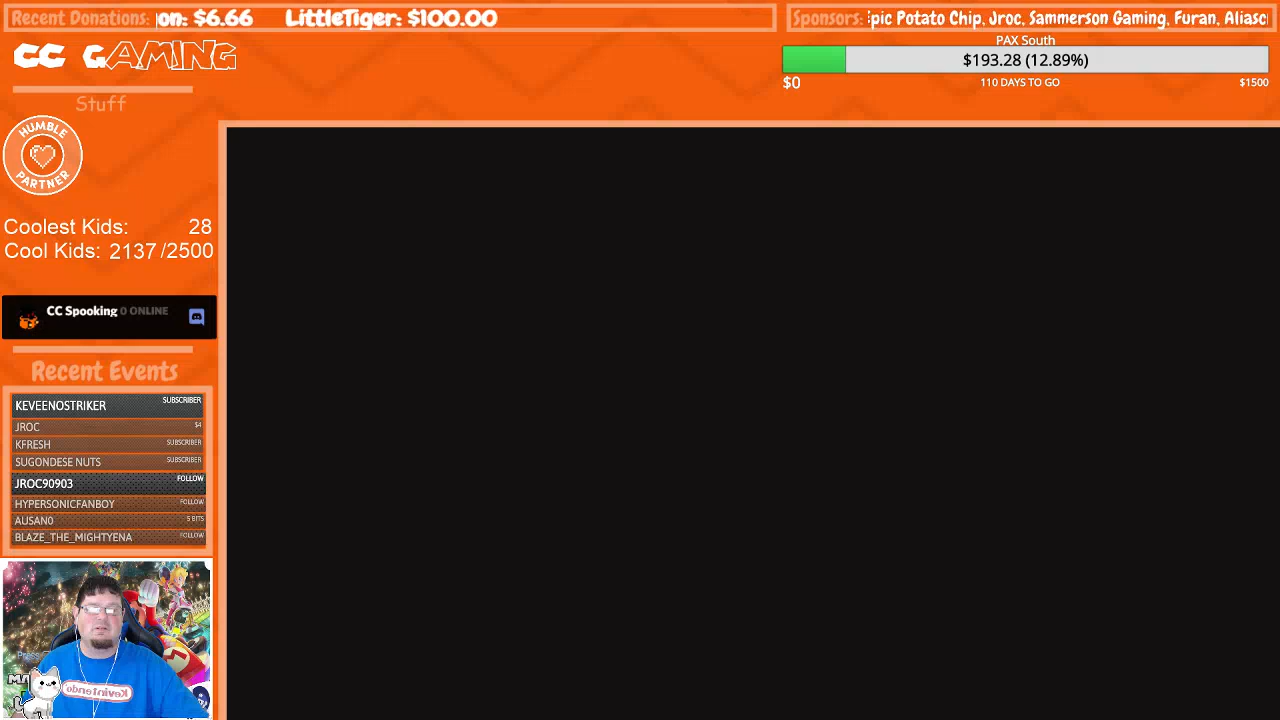 Recent Donations: on: $6.66 LittleTiger: $100.00
Sponsors: Epic Potato Chip, Jroc, Sammerson Gaming, Furan, Aliasc
CC GAMING
PAX South
$193.28 (12.89%)
$0 110 DAYS TO GO $1500
Stuff
HUMBLE
PARTNER
Coolest Kids: 28
Cool Kids: 2137/2500
CC Spooking 0 ONLINE
Recent Events
KEVEENOSTRIKER SUBSCRIBER
JROC $4
KFRESH SUBSCRIBER
SUGONDESE NUTS SUBSCRIBER
JROC90903 FOLLOW
HYPERSONICFANBOY FOLLOW
AUSAN0 5 BITS
BLAZE_THE_MIGHTYENA FOLLOW
Press
Kevintendo